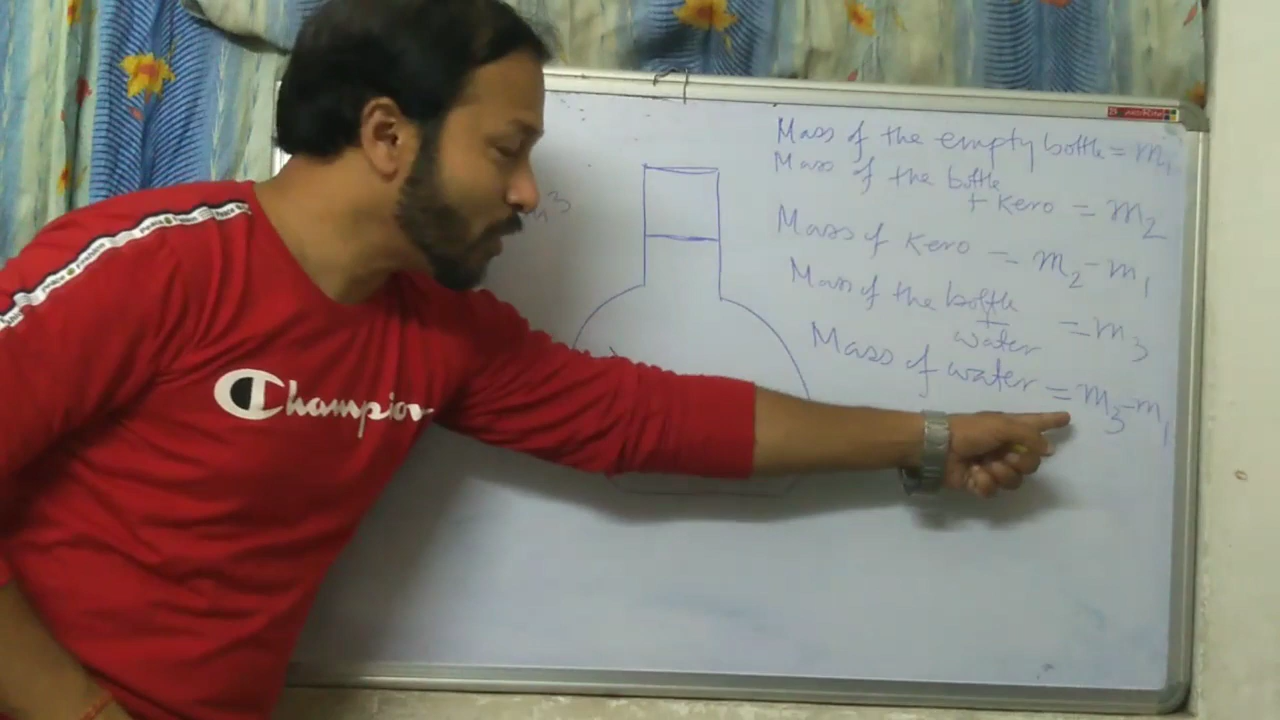 Mass of the empty bottle = m₁
Mass of the bottle
+ Kero = m₂
Mass of Kero = m₂-m₁
Mass of the bottle
+
water = m₃
Mass of water = m₃-m₁
m³
Champion